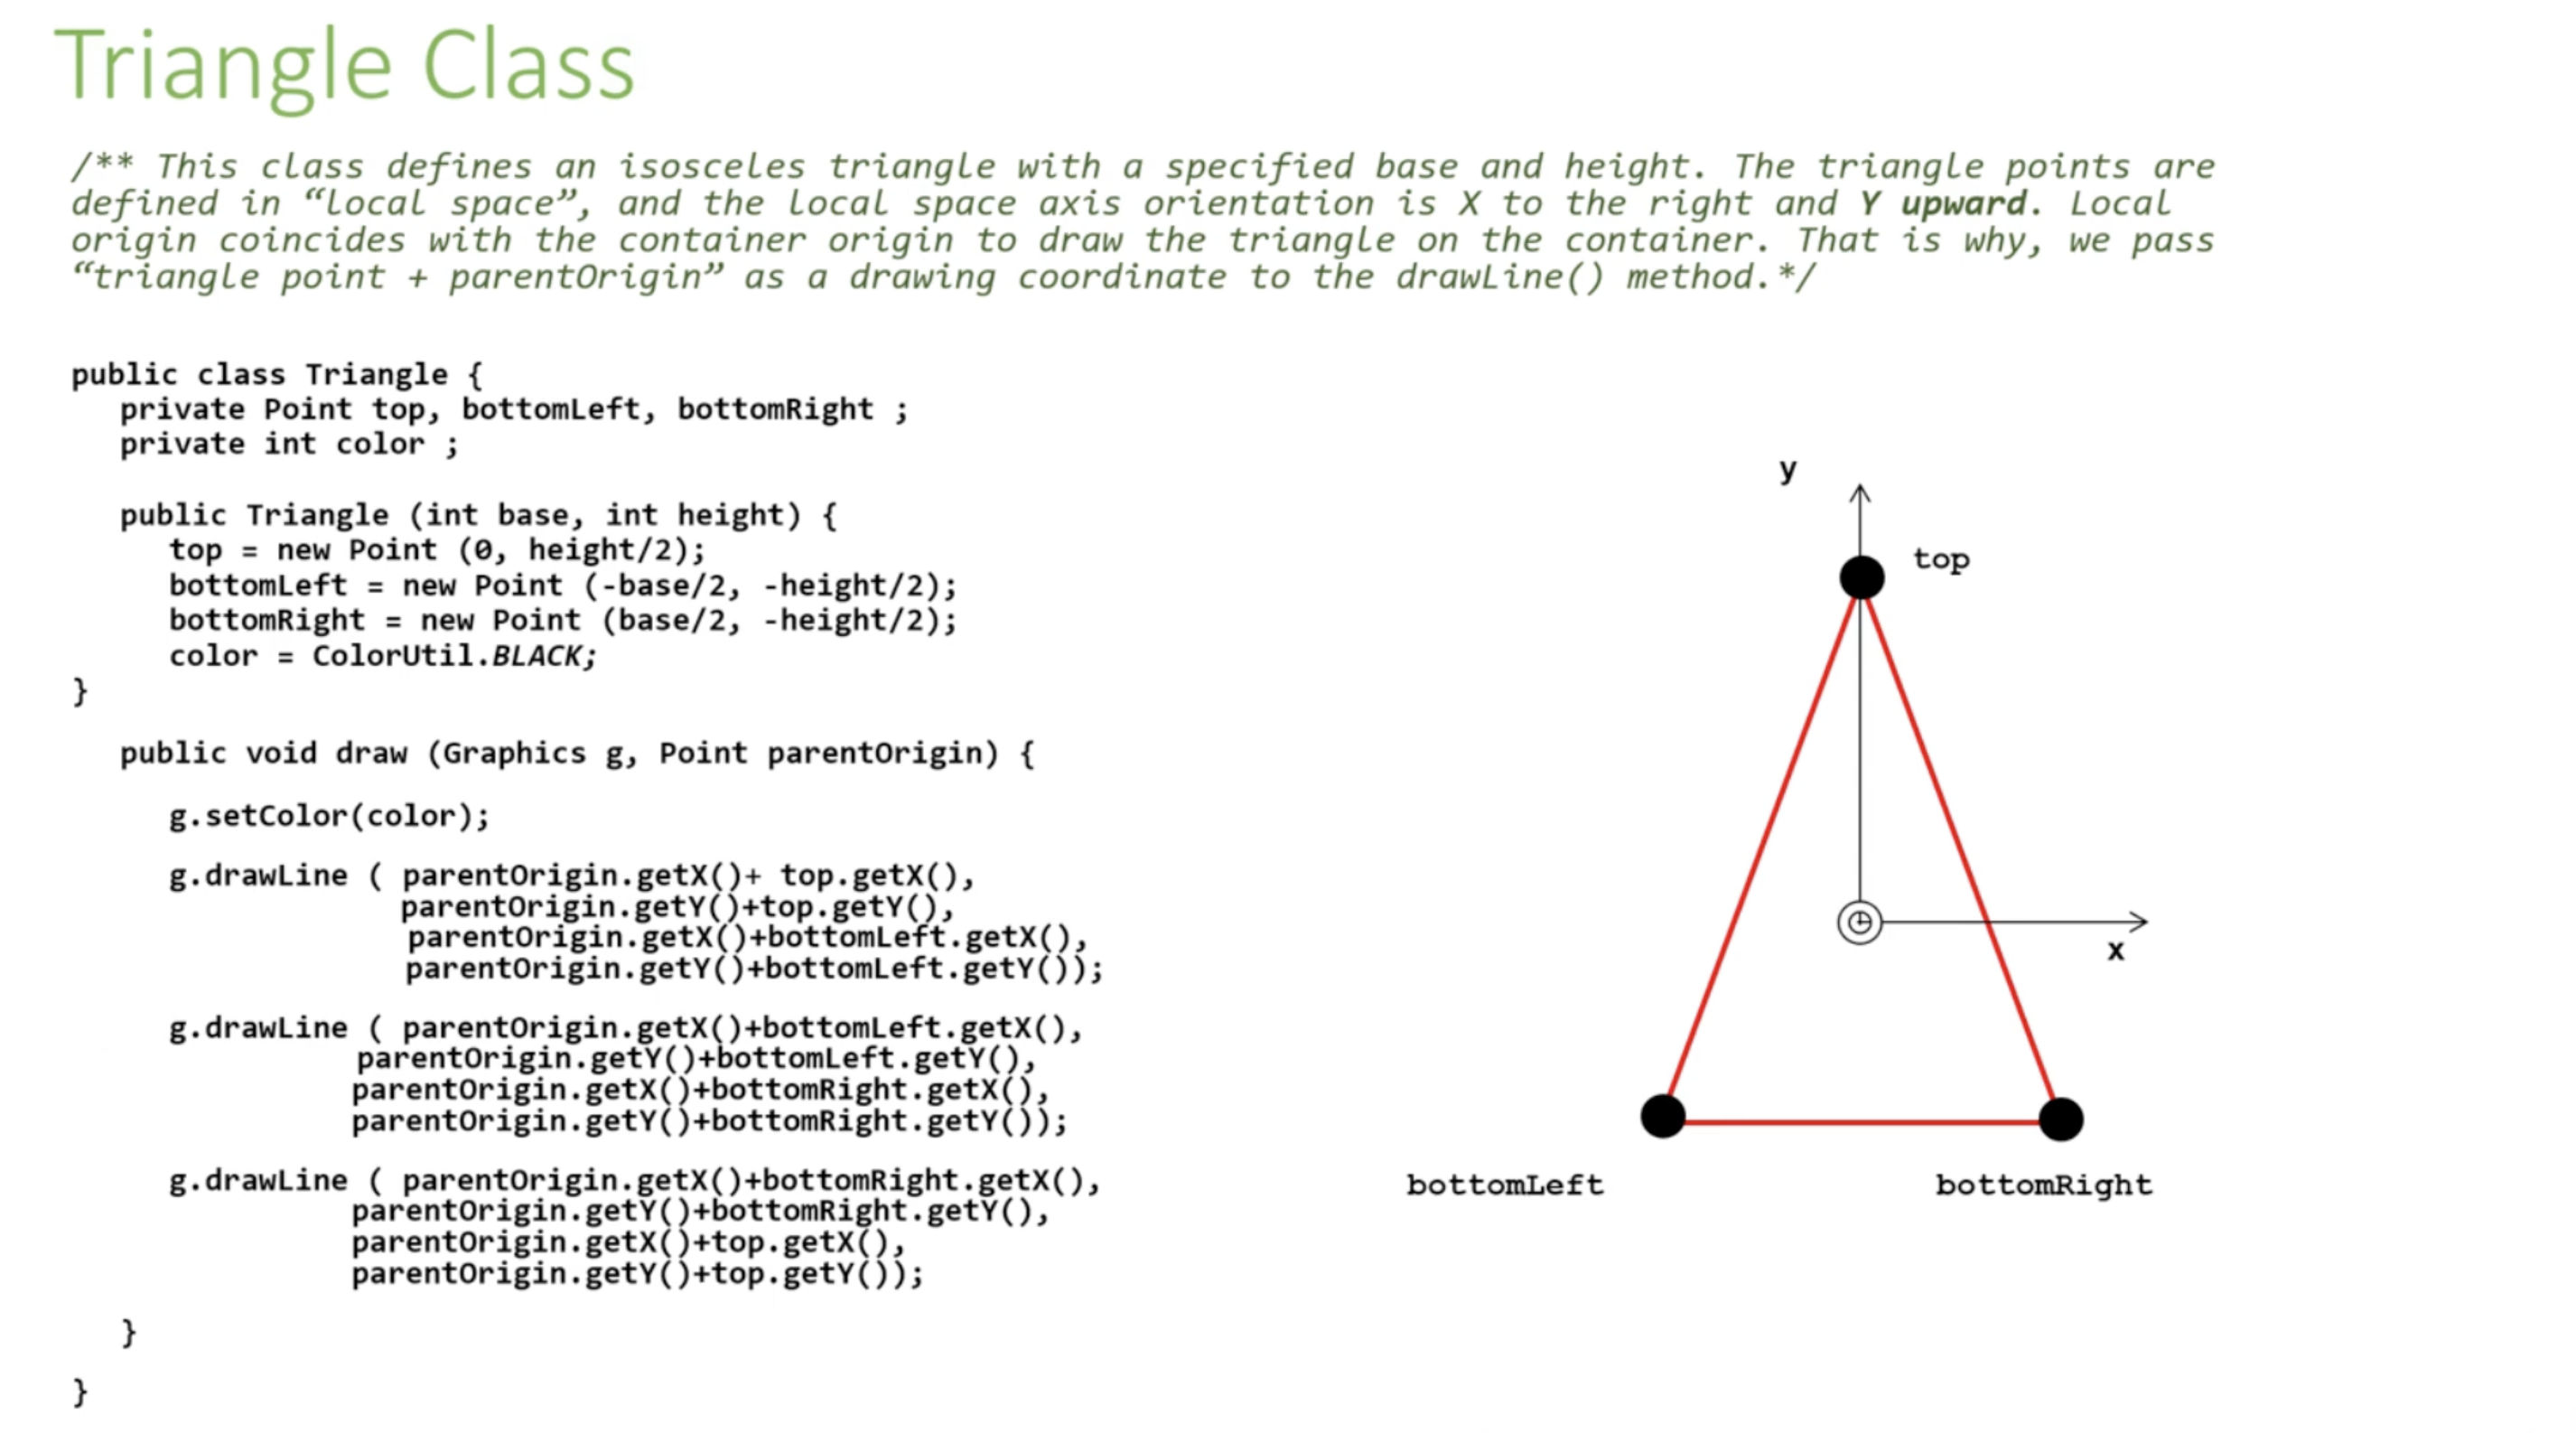 Triangle Class
/** This class defines an isosceles triangle with a specified base and height. The triangle points are
defined in “local space”, and the local space axis orientation is X to the right and Y upward. Local
origin coincides with the container origin to draw the triangle on the container. That is why, we pass
“triangle point + parentOrigin” as a drawing coordinate to the drawLine() method.*/
public class Triangle {
private Point top, bottomLeft, bottomRight ;
private int color ;
public Triangle (int base, int height) {
top = new Point (0, height/2);
bottomLeft = new Point (-base/2, -height/2);
bottomRight = new Point (base/2, -height/2);
color = ColorUtil.BLACK;
}
public void draw (Graphics g, Point parentOrigin) {
g.setColor(color);
g.drawLine ( parentOrigin.getX()+ top.getX(),
parentOrigin.getY()+top.getY(),
parentOrigin.getX()+bottomLeft.getX(),
parentOrigin.getY()+bottomLeft.getY());
g.drawLine ( parentOrigin.getX()+bottomLeft.getX(),
parentOrigin.getY()+bottomLeft.getY(),
parentOrigin.getX()+bottomRight.getX(),
parentOrigin.getY()+bottomRight.getY());
g.drawLine ( parentOrigin.getX()+bottomRight.getX(),
parentOrigin.getY()+bottomRight.getY(),
parentOrigin.getX()+top.getX(),
parentOrigin.getY()+top.getY());
}
}
y
top
x
bottomLeft
bottomRight